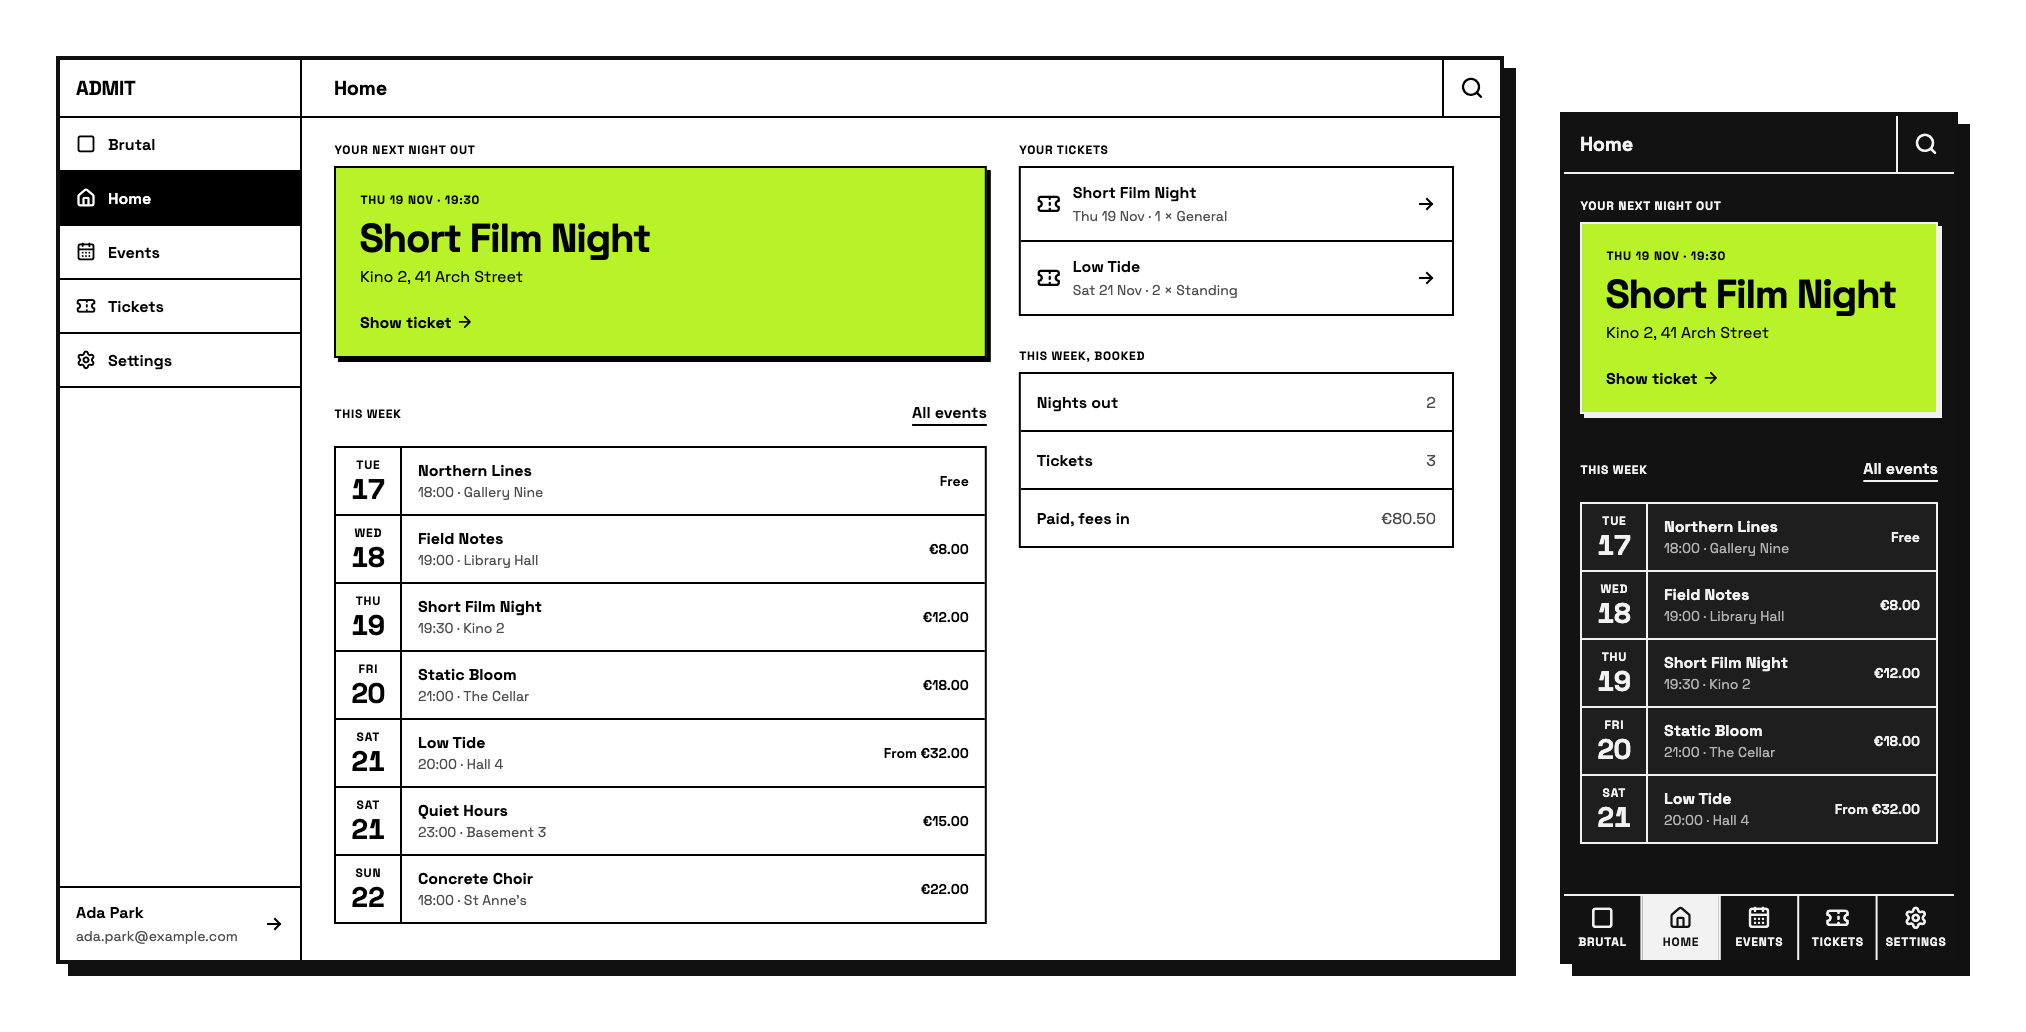 ADMIT
Home
Brutal
Home
Events
Tickets
Settings
Ada Park
ada.park@example.com
YOUR NEXT NIGHT OUT
THU 19 NOV · 19:30
Short Film Night
Kino 2, 41 Arch Street
Show ticket
THIS WEEK
All events
TUE
17
Northern Lines
18:00 · Gallery Nine
Free
WED
18
Field Notes
19:00 · Library Hall
€8.00
THU
19
Short Film Night
19:30 · Kino 2
€12.00
FRI
20
Static Bloom
21:00 · The Cellar
€18.00
SAT
21
Low Tide
20:00 · Hall 4
From €32.00
SAT
21
Quiet Hours
23:00 · Basement 3
€15.00
SUN
22
Concrete Choir
18:00 · St Anne's
€22.00
YOUR TICKETS
Short Film Night
Thu 19 Nov · 1 × General
Low Tide
Sat 21 Nov · 2 × Standing
THIS WEEK, BOOKED
Nights out
2
Tickets
3
Paid, fees in
€80.50
Home
YOUR NEXT NIGHT OUT
THU 19 NOV · 19:30
Short Film Night
Kino 2, 41 Arch Street
Show ticket
THIS WEEK
All events
TUE
17
Northern Lines
18:00 · Gallery Nine
Free
WED
18
Field Notes
19:00 · Library Hall
€8.00
THU
19
Short Film Night
19:30 · Kino 2
€12.00
FRI
20
Static Bloom
21:00 · The Cellar
€18.00
SAT
21
Low Tide
20:00 · Hall 4
From €32.00
BRUTAL
HOME
EVENTS
TICKETS
SETTINGS